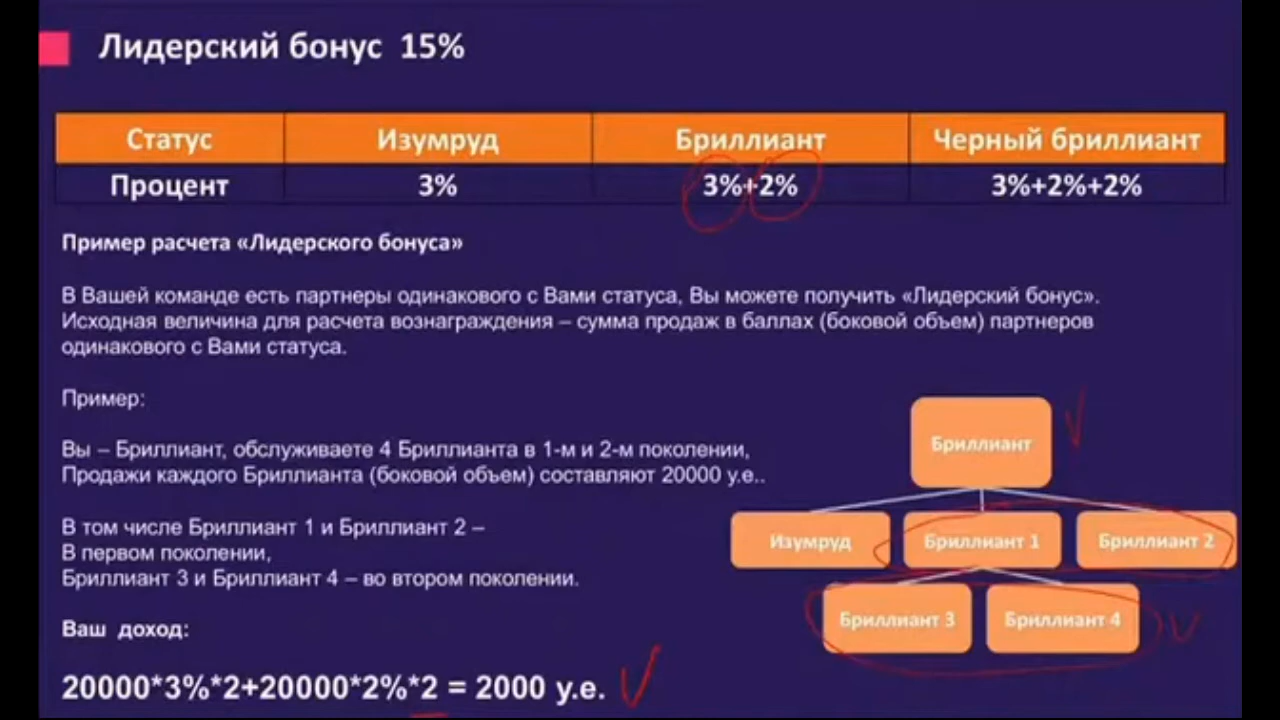 Лидерский бонус 15%
Статус Изумруд Бриллиант Черный бриллиант
Процент 3% 3%+2% 3%+2%+2%
Пример расчета «Лидерского бонуса»
В Вашей команде есть партнеры одинакового с Вами статуса, Вы можете получить «Лидерский бонус».
Исходная величина для расчета вознаграждения – сумма продаж в баллах (боковой объем) партнеров
одинакового с Вами статуса.
Пример:
Вы – Бриллиант, обслуживаете 4 Бриллианта в 1-м и 2-м поколении,
Продажи каждого Бриллианта (боковой объем) составляют 20000 у.е..
В том числе Бриллиант 1 и Бриллиант 2 –
В первом поколении,
Бриллиант 3 и Бриллиант 4 – во втором поколении.
Ваш доход:
20000*3%*2+20000*2%*2 = 2000 у.е.
Бриллиант
Изумруд Бриллиант 1 Бриллиант 2
Бриллиант 3 Бриллиант 4